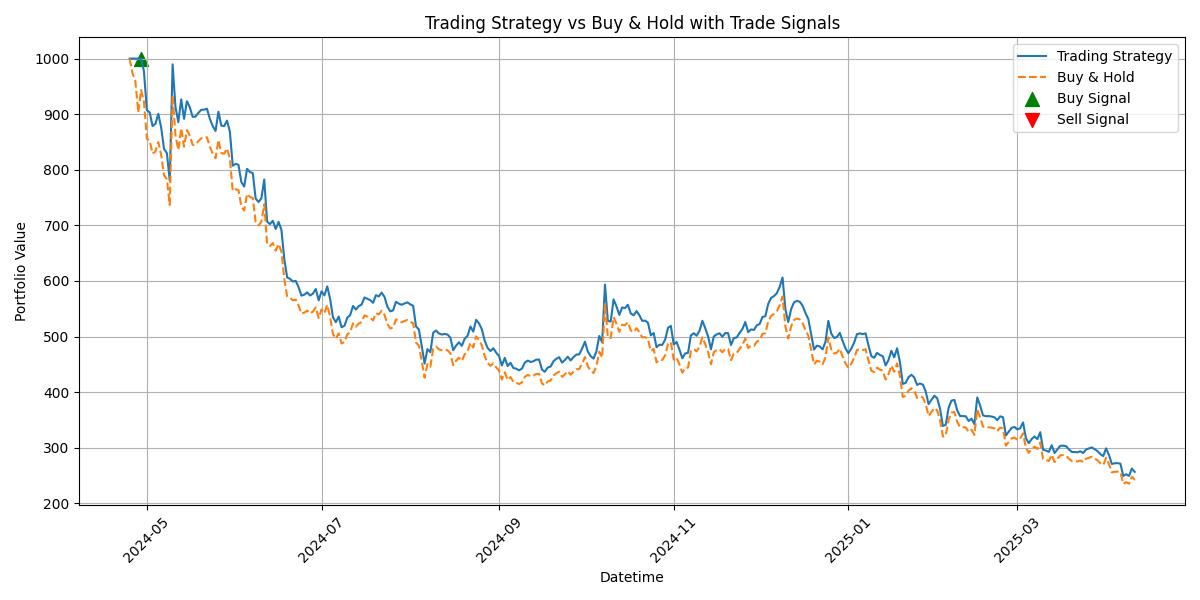 Trading Strategy vs Buy & Hold with Trade Signals
Trading Strategy
Buy & Hold
Buy Signal
Sell Signal
Portfolio Value
1000
900
800
700
600
500
400
300
200
2024-05
2024-07
2024-09
2024-11
2025-01
2025-03
Datetime